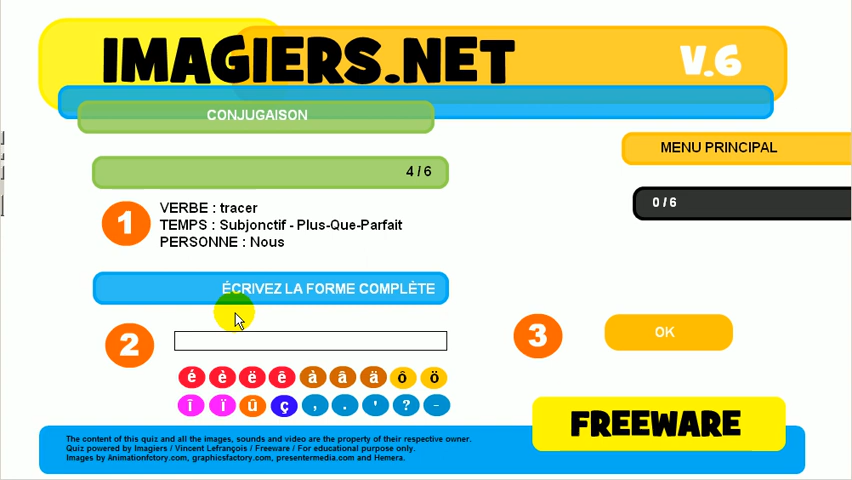 IMAGIERS.NET
V.6
CONJUGAISON
MENU PRINCIPAL
4 / 6
0 / 6
1
VERBE : tracer
TEMPS : Subjonctif - Plus-Que-Parfait
PERSONNE : Nous
ÉCRIVEZ LA FORME COMPLÈTE
2
3
OK
é è ë ê à â ä ô ö
î ï û ç , . ' ? -
FREEWARE
The content of this quiz and all the images, sounds and video are the property of their respective owner.
Quiz powered by Imagiers / Vincent Lefrançois / Freeware / For educational purpose only.
Images by Animationfctory.com, graphicsfactory.com, presentermedia.com and Hemera.